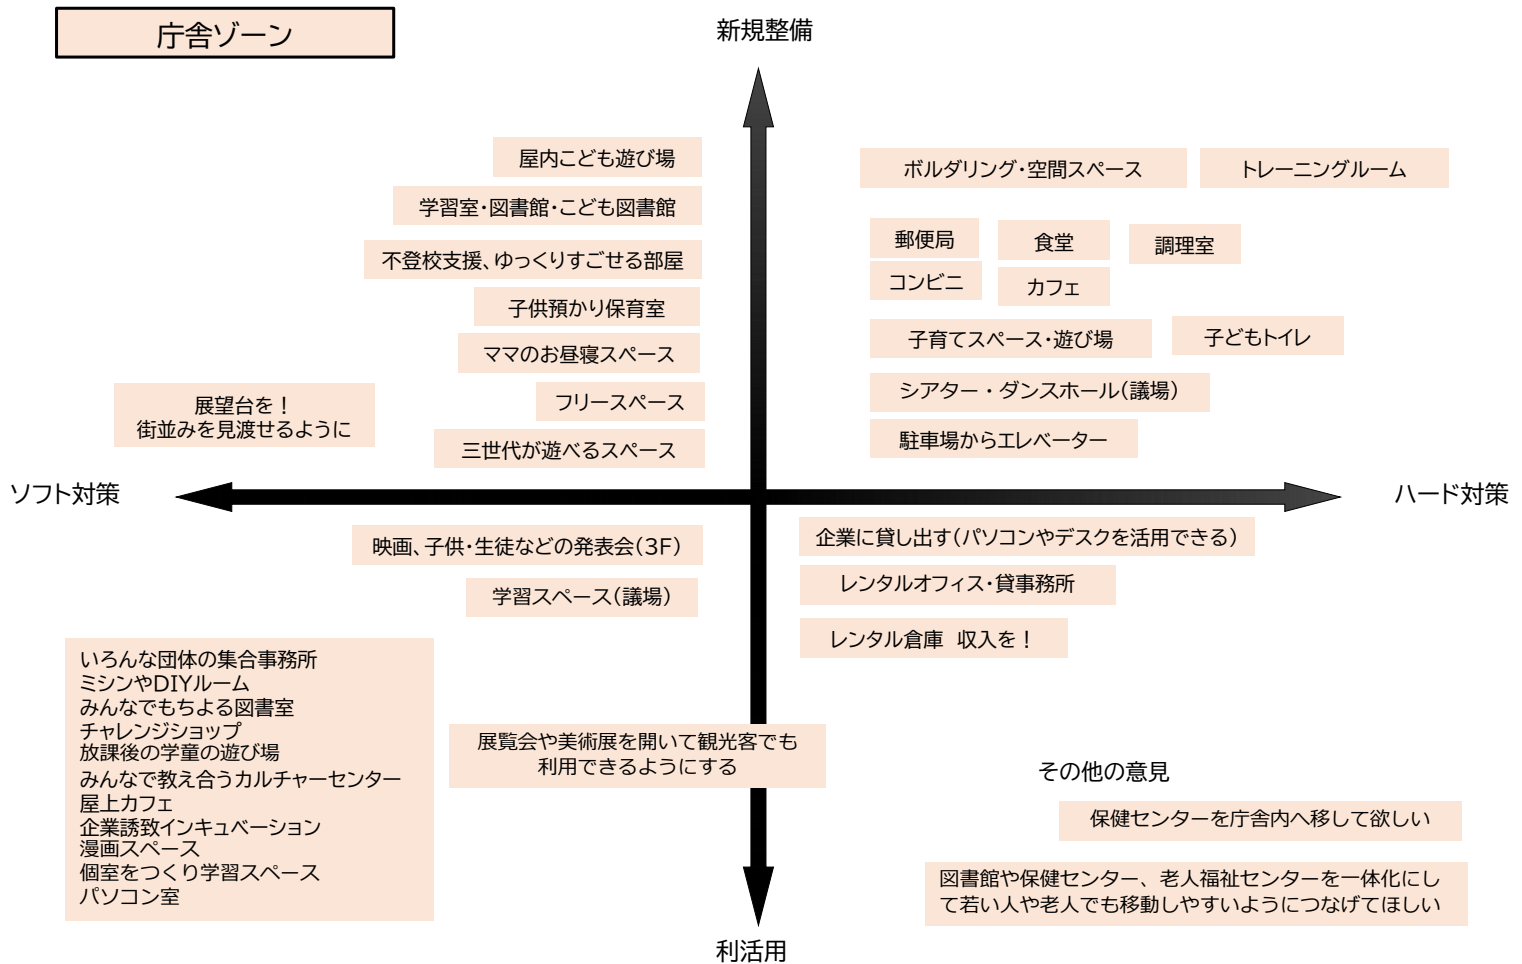 庁舎ゾーン
新規整備
屋内こども遊び場
学習室・図書館・こども図書館
不登校支援、ゆっくりすごせる部屋
子供預かり保育室
ママのお昼寝スペース
フリースペース
三世代が遊べるスペース
展望台を！
街並みを見渡せるように
ボルダリング・空間スペース
トレーニングルーム
郵便局
食堂
調理室
コンビニ
カフェ
子育てスペース・遊び場
子どもトイレ
シアター・ダンスホール(議場)
駐車場からエレベーター
ソフト対策
ハード対策
映画、子供・生徒などの発表会(3F)
学習スペース(議場)
いろんな団体の集合事務所
ミシンやDIYルーム
みんなでもちよる図書室
チャレンジショップ
放課後の学童の遊び場
みんなで教え合うカルチャーセンター
屋上カフェ
企業誘致インキュベーション
漫画スペース
個室をつくり学習スペース
パソコン室
展覧会や美術展を開いて観光客でも
利用できるようにする
企業に貸し出す(パソコンやデスクを活用できる)
レンタルオフィス・貸事務所
レンタル倉庫　収入を！
その他の意見
保健センターを庁舎内へ移して欲しい
図書館や保健センター、老人福祉センターを一体化にし
て若い人や老人でも移動しやすいようにつなげてほしい
利活用